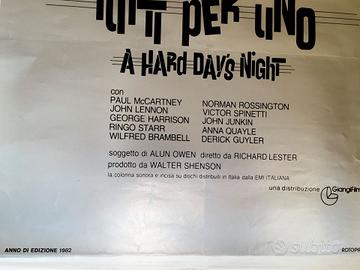 TUTTI PER UNO
A HARD DAY'S NIGHT
con
PAUL McCARTNEY
JOHN LENNON
GEORGE HARRISON
RINGO STARR
WILFRED BRAMBELL
NORMAN ROSSINGTON
VICTOR SPINETTI
JOHN JUNKIN
ANNA QUAYLE
DERICK GUYLER
soggetto di ALUN OWEN diretto da RICHARD LESTER
prodotto da WALTER SHENSON
la colonna sonora e incisa su dischi distribuiti in Italia dalla EMI ITALIANA
una distribuzione GiangiFilm
ANNO DI EDIZIONE 1982
ROTOPR
subito